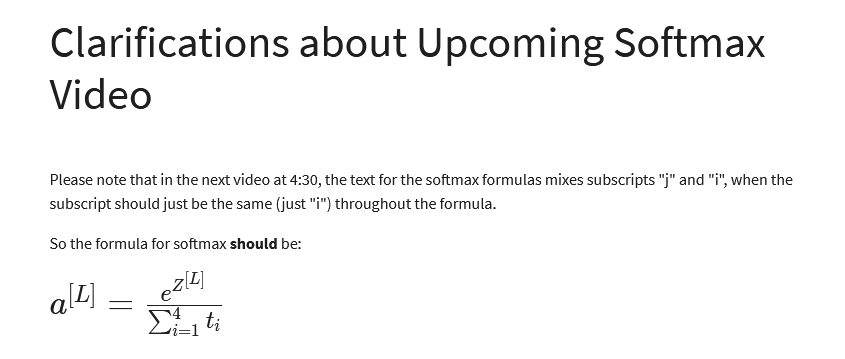 Clarifications about Upcoming Softmax
Video
Please note that in the next video at 4:30, the text for the softmax formulas mixes subscripts "j" and "i", when the
subscript should just be the same (just "i") throughout the formula.
So the formula for softmax should be:
a^{[L]} = \frac{e^{Z^{[L]}}}{\sum_{i=1}^{4} t_i}